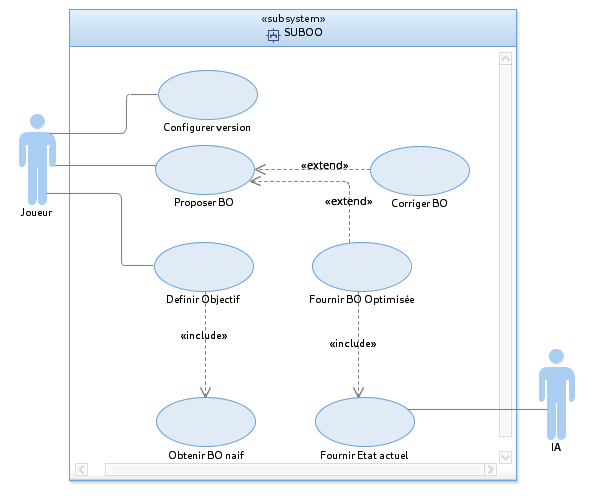 «subsystem»
SUBOO
Configurer version
Joueur
Proposer BO
«extend»
«extend»
Corriger BO
Definir Objectif
Fournir BO Optimisée
«include»
«include»
Obtenir BO naif
Fournir Etat actuel
IA